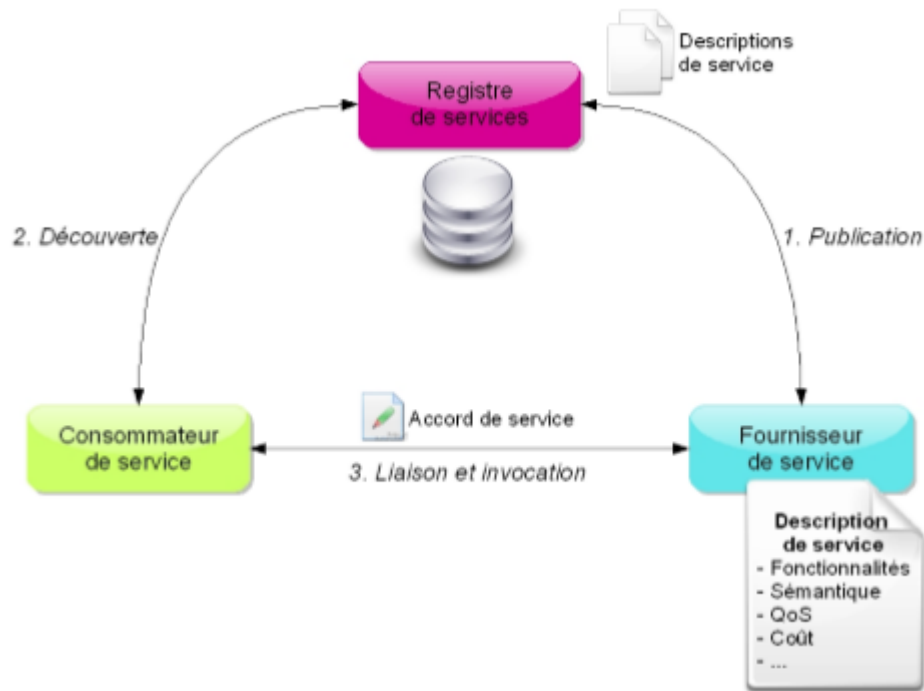 Descriptions
de service
Registre
de services
2. Découverte
1. Publication
Consommateur
de service
Accord de service
3. Liaison et invocation
Fournisseur
de service
Description
de service
- Fonctionnalités
- Sémantique
- QoS
- Coût
- ...